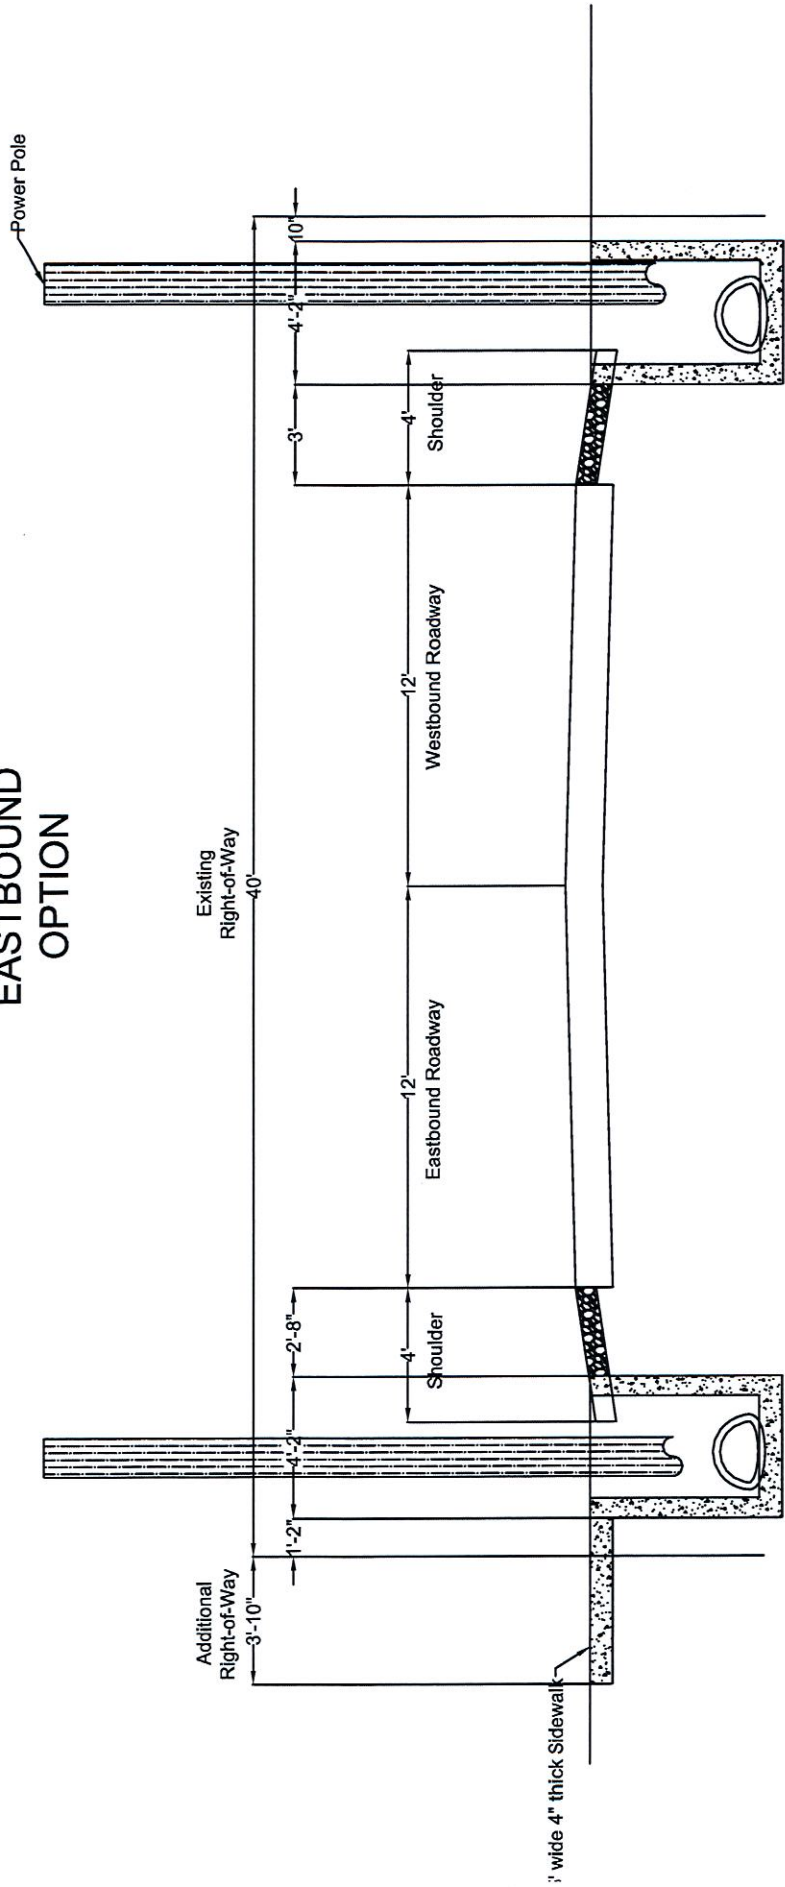 EASTBOUND
OPTION
Power Pole
Existing
Right-of-Way
40'
Additional
Right-of-Way
3'-10"
1'-2"
4'-2"
2'-8"
3'
4'-2"
10"
4'
Shoulder
12'
Eastbound Roadway
12'
Westbound Roadway
4'
Shoulder
' wide 4" thick Sidewalk